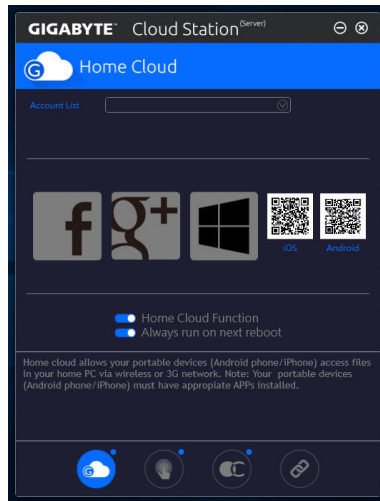 GIGABYTE™ Cloud Station (Server)
G Home Cloud
Account List
f g+
iOS Android
Home Cloud Function
Always run on next reboot
Home cloud allows your portable devices (Android phone/iPhone) access files
in your home PC via wireless or 3G network. Note: Your portable devices
(Android phone/iPhone) must have appropiate APPs installed.
G